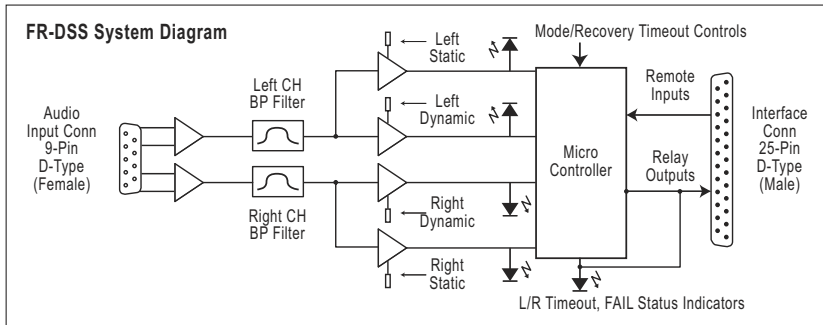 FR-DSS System Diagram
Audio
Input Conn
9-Pin
D-Type
(Female)
Left CH
BP Filter
Right CH
BP Filter
Left
Static
Left
Dynamic
Right
Dynamic
Right
Static
Mode/Recovery Timeout Controls
Micro
Controller
Remote
Inputs
Relay
Outputs
Interface
Conn
25-Pin
D-Type
(Male)
L/R Timeout, FAIL Status Indicators